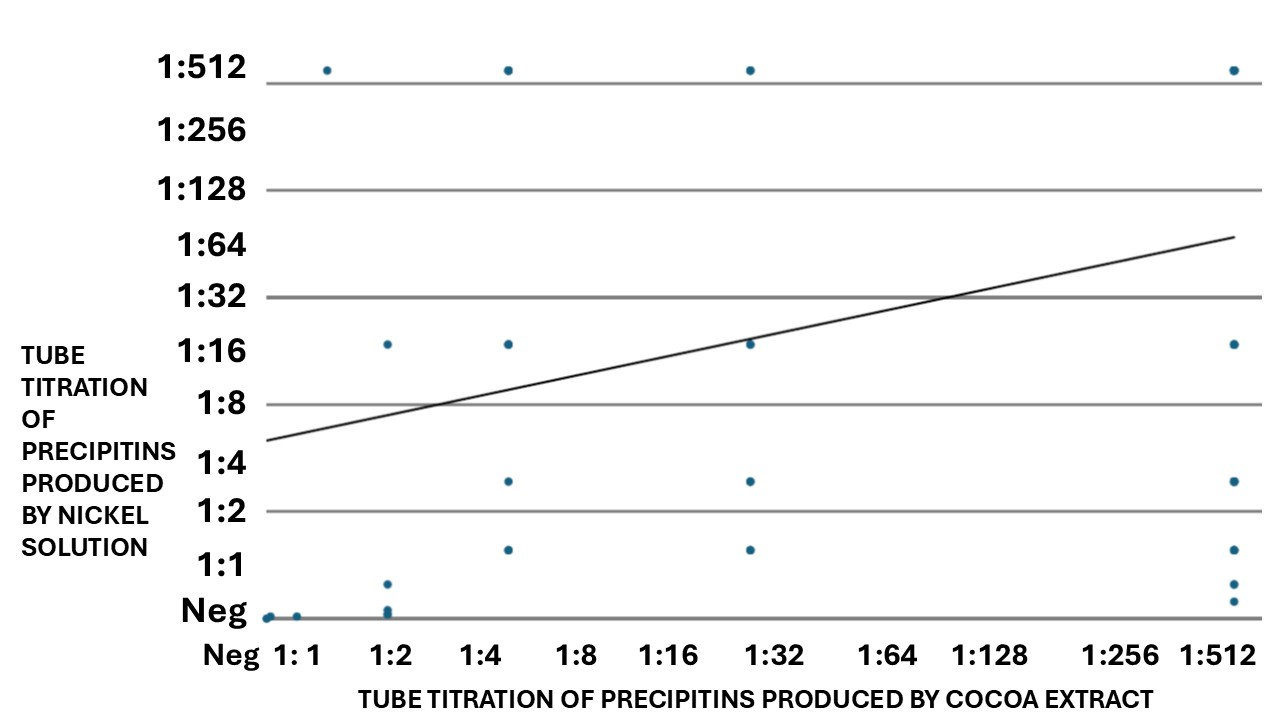 1:512
1:256
1:128
1:64
1:32
1:16
1:8
1:4
1:2
1:1
Neg
TUBE
TITRATION
OF
PRECIPITINS
PRODUCED
BY NICKEL
SOLUTION
Neg 1: 1 1:2 1:4 1:8 1:16 1:32 1:64 1:128 1:256 1:512
TUBE TITRATION OF PRECIPITINS PRODUCED BY COCOA EXTRACT